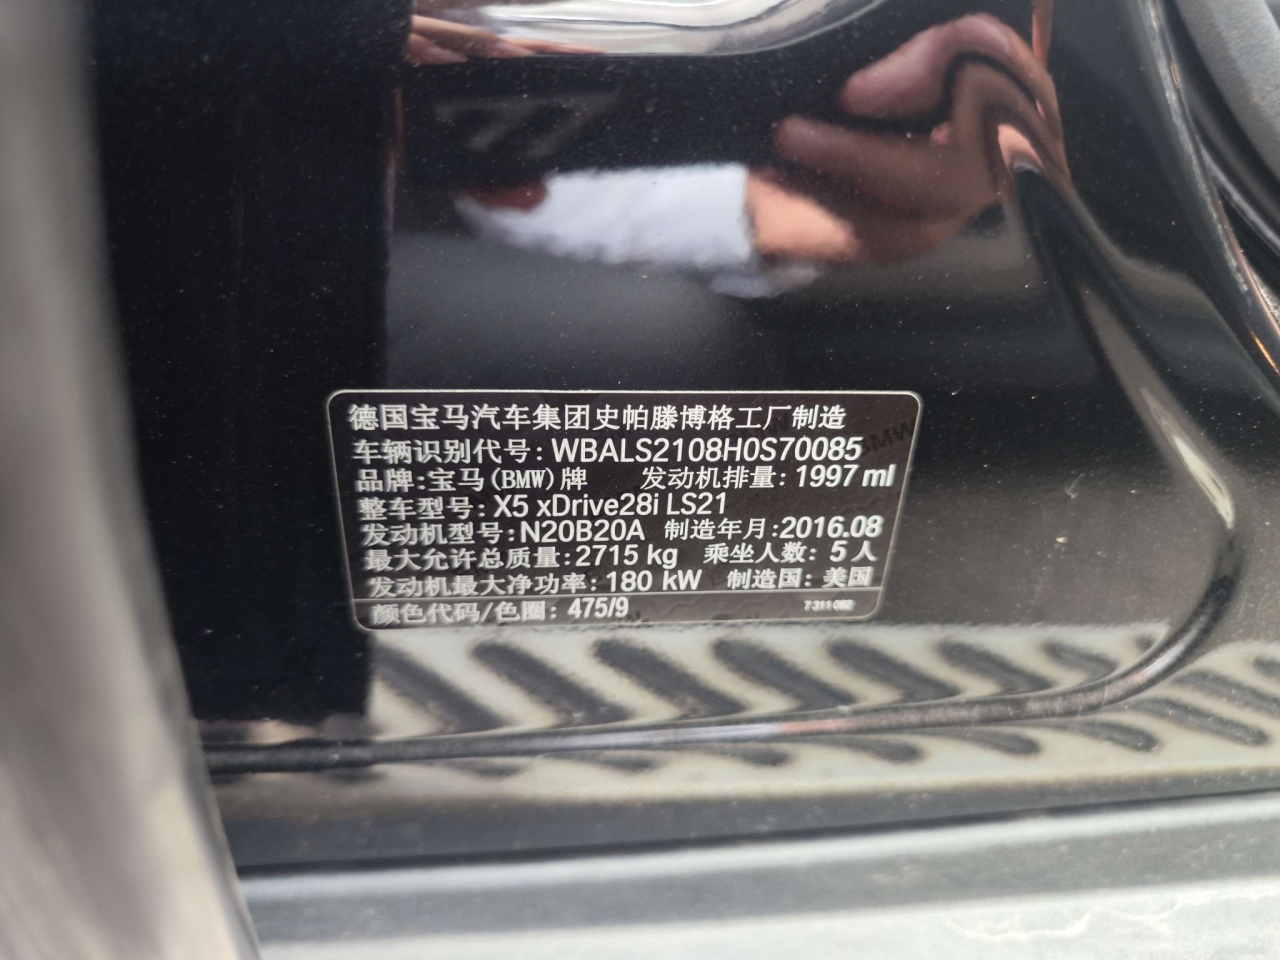 德国宝马汽车集团史帕滕博格工厂制造
车辆识别代号: WBALS2108H0S70085
品牌:宝马(BMW)牌 发动机排量: 1997 ml
整车型号: X5 xDrive28i LS21
发动机型号: N20B20A 制造年月:2016.08
最大允许总质量:2715 kg 乘坐人数: 5 人
发动机最大净功率: 180 kW 制造国: 美国
颜色代码/色圈: 475/9 7311082